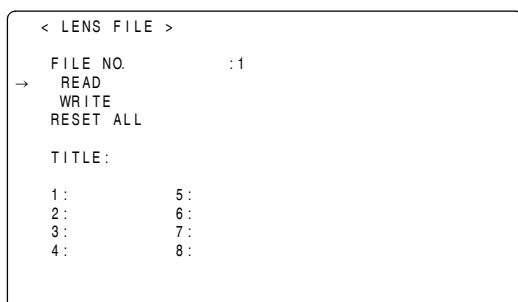 < LENS FILE >
FILE NO. :1
→ READ
WRITE
RESET ALL
TITLE:
1: 5:
2: 6:
3: 7:
4: 8: